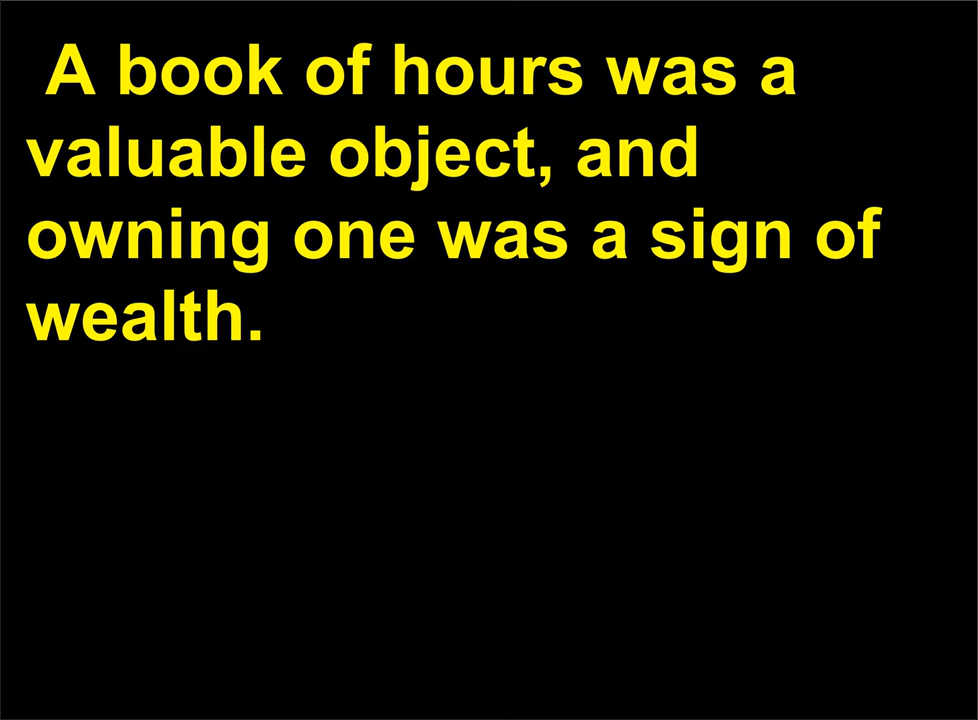 A book of hours was a
valuable object, and
owning one was a sign of
wealth.